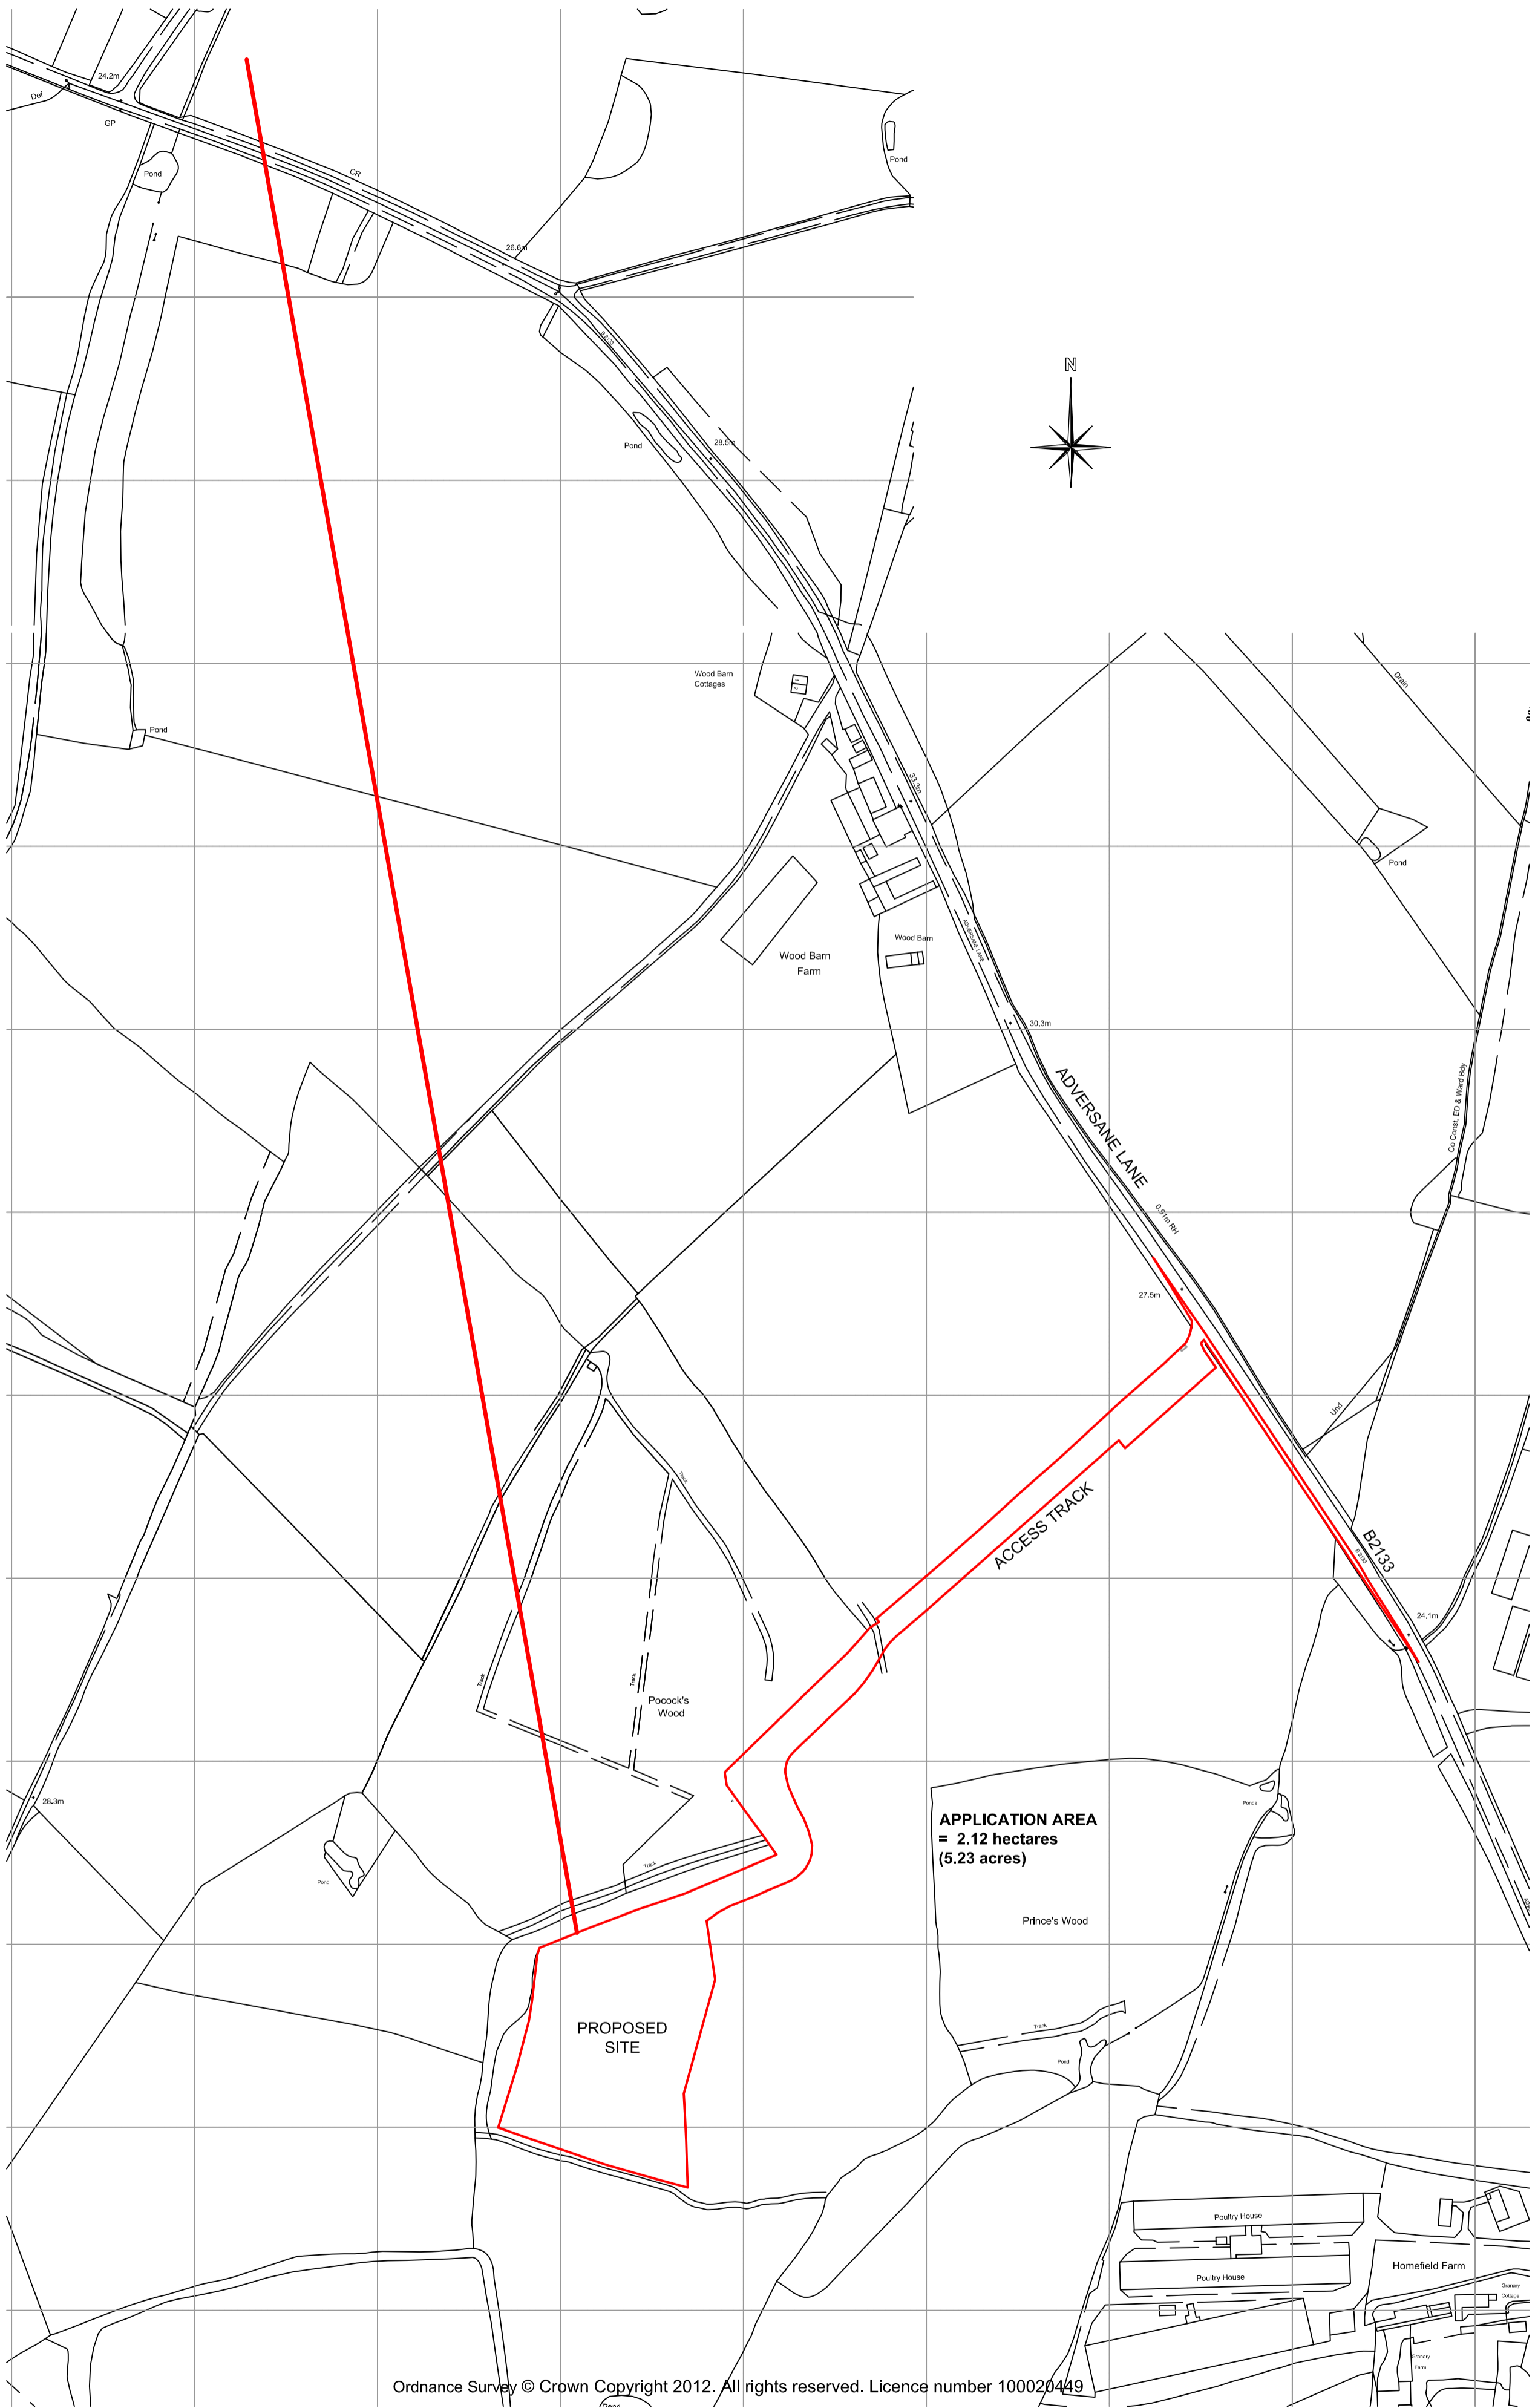 24.2m
Def
GP
Pond
CR
Pond
26.6m
B 2133
N
28.5m
Pond
Wood Barn
Cottages
Drain
Pond
33.3m
Pond
ADVERSANE LANE
Wood Barn
Wood Barn
Farm
30.3m
ADVERSANE LANE
Co Const, ED & Ward Bdy
0.91m RH
27.5m
Und
Track
ACCESS TRACK
B2133
B 2133
24.1m
Track
Track
Pocock's
Wood
28.3m
Ponds
APPLICATION AREA
= 2.12 hectares
(5.23 acres)
Track
Pond
Prince's Wood
PROPOSED
SITE
Track
Pond
Poultry House
Homefield Farm
Poultry House
Granary
Cottage
Granary
Farm
Ordnance Survey © Crown Copyright 2012. All rights reserved. Licence number 100020449